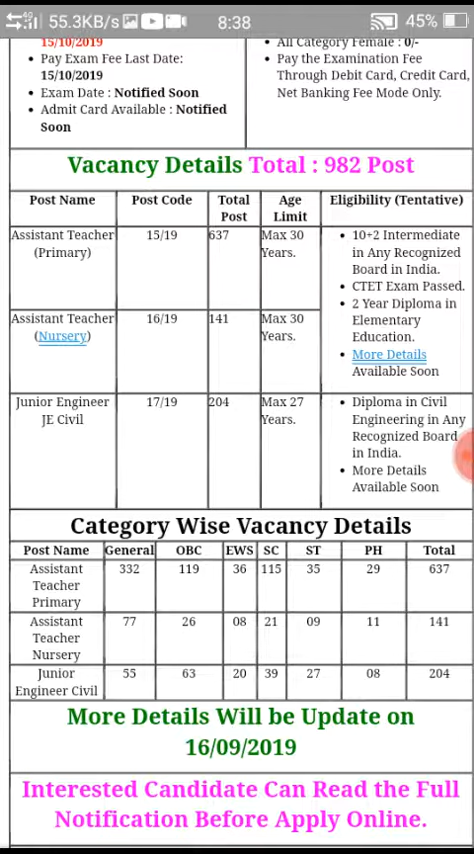 4G 55.3KB/s 8:38 45%
15/10/2019
Pay Exam Fee Last Date:
15/10/2019
Exam Date : Notified Soon
Admit Card Available : Notified
Soon
All Category Female : 0/-
Pay the Examination Fee
Through Debit Card, Credit Card,
Net Banking Fee Mode Only.
Vacancy Details Total : 982 Post
Post Name Post Code Total Post Age Limit Eligibility (Tentative)
Assistant Teacher (Primary) 15/19 637 Max 30 Years.
Assistant Teacher (Nursery) 16/19 141 Max 30 Years.
10+2 Intermediate
in Any Recognized
Board in India.
CTET Exam Passed.
2 Year Diploma in
Elementary
Education.
More Details
Available Soon
Junior Engineer JE Civil 17/19 204 Max 27 Years.
Diploma in Civil
Engineering in Any
Recognized Board
in India.
More Details
Available Soon
Category Wise Vacancy Details
Post Name General OBC EWS SC ST PH Total
Assistant Teacher Primary 332 119 36 115 35 29 637
Assistant Teacher Nursery 77 26 08 21 09 11 141
Junior Engineer Civil 55 63 20 39 27 08 204
More Details Will be Update on
16/09/2019
Interested Candidate Can Read the Full
Notification Before Apply Online.